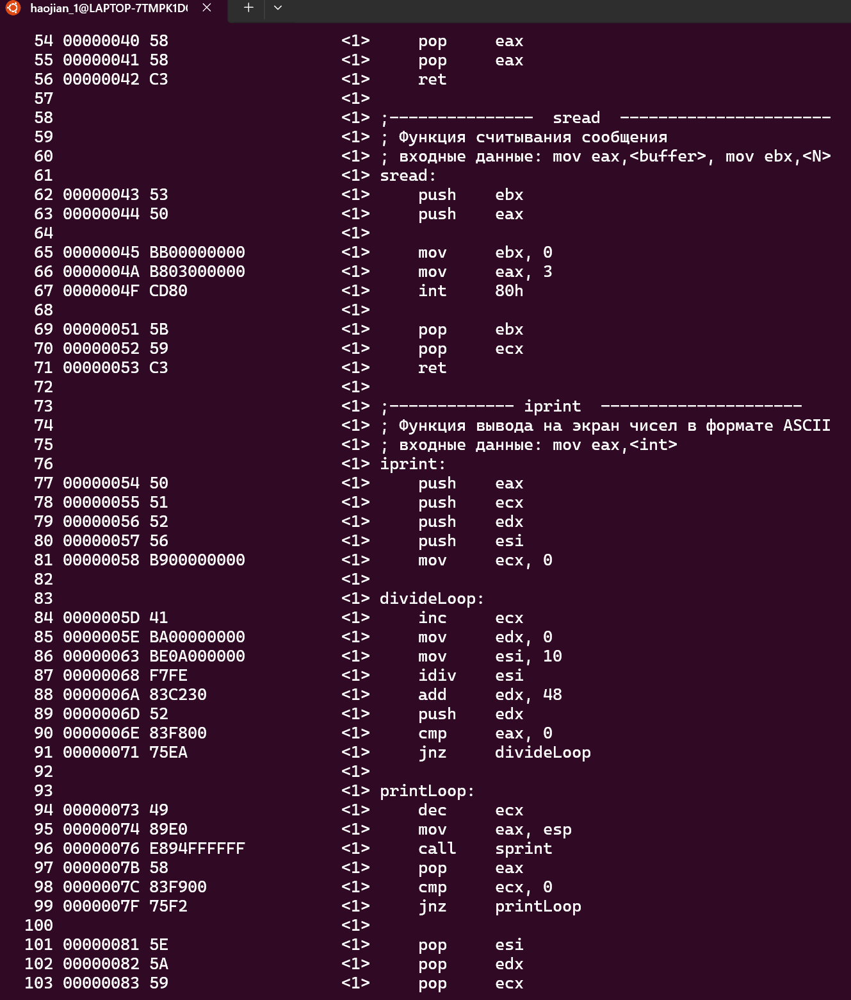 haojian_1@LAPTOP-7TMPK1D
54 00000040 58 <1> pop eax
55 00000041 58 <1> pop eax
56 00000042 C3 <1> ret
57 <1>
58 <1> ;--------------- sread ----------------------
59 <1> ; Функция считывания сообщения
60 <1> ; входные данные: mov eax,<buffer>, mov ebx,<N>
61 <1> sread:
62 00000043 53 <1> push ebx
63 00000044 50 <1> push eax
64 <1>
65 00000045 BB00000000 <1> mov ebx, 0
66 0000004A B803000000 <1> mov eax, 3
67 0000004F CD80 <1> int 80h
68 <1>
69 00000051 5B <1> pop ebx
70 00000052 59 <1> pop ecx
71 00000053 C3 <1> ret
72 <1>
73 <1> ;------------- iprint ---------------------
74 <1> ; Функция вывода на экран чисел в формате ASCII
75 <1> ; входные данные: mov eax,<int>
76 <1> iprint:
77 00000054 50 <1> push eax
78 00000055 51 <1> push ecx
79 00000056 52 <1> push edx
80 00000057 56 <1> push esi
81 00000058 B900000000 <1> mov ecx, 0
82 <1>
83 <1> divideLoop:
84 0000005D 41 <1> inc ecx
85 0000005E BA00000000 <1> mov edx, 0
86 00000063 BE0A000000 <1> mov esi, 10
87 00000068 F7FE <1> idiv esi
88 0000006A 83C230 <1> add edx, 48
89 0000006D 52 <1> push edx
90 0000006E 83F800 <1> cmp eax, 0
91 00000071 75EA <1> jnz divideLoop
92 <1>
93 <1> printLoop:
94 00000073 49 <1> dec ecx
95 00000074 89E0 <1> mov eax, esp
96 00000076 E894FFFFFF <1> call sprint
97 0000007B 58 <1> pop eax
98 0000007C 83F900 <1> cmp ecx, 0
99 0000007F 75F2 <1> jnz printLoop
100 <1>
101 00000081 5E <1> pop esi
102 00000082 5A <1> pop edx
103 00000083 59 <1> pop ecx